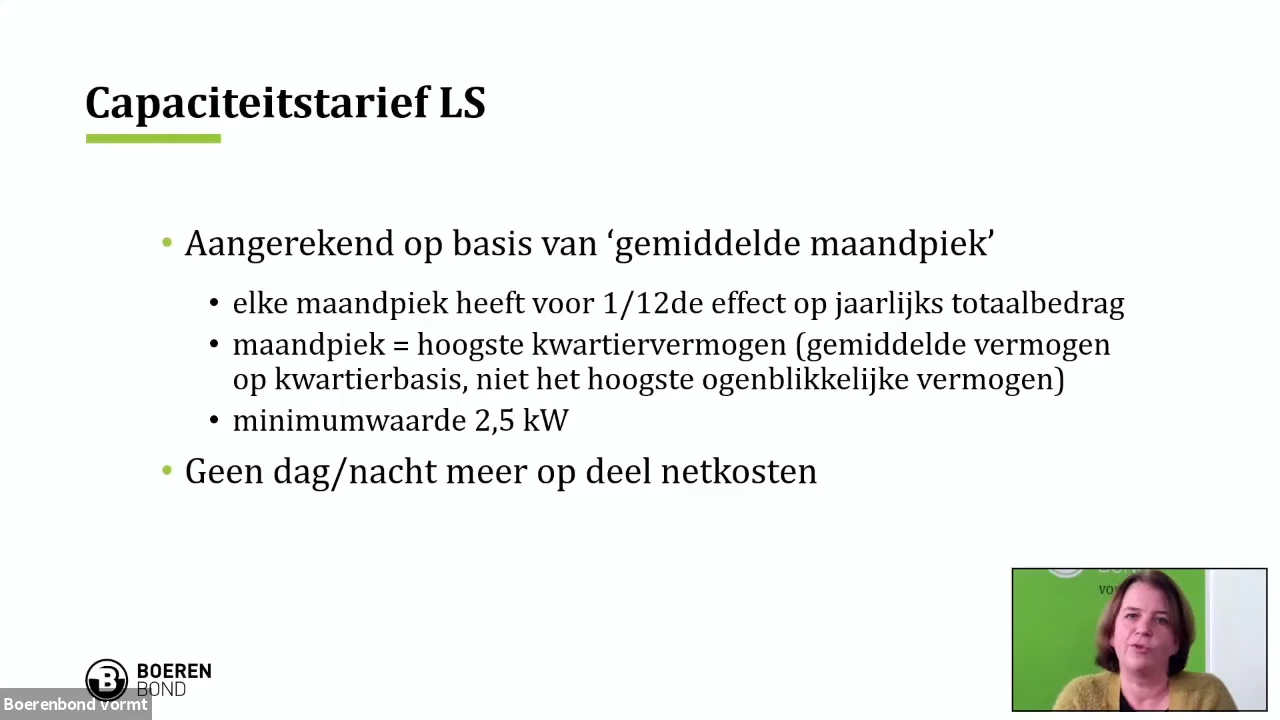 Capaciteitstarief LS
• Aangerekend op basis van ‘gemiddelde maandpiek’
• elke maandpiek heeft voor 1/12de effect op jaarlijks totaalbedrag
• maandpiek = hoogste kwartiervermogen (gemiddelde vermogen
op kwartierbasis, niet het hoogste ogenblikkelijke vermogen)
• minimumwaarde 2,5 kW
• Geen dag/nacht meer op deel netkosten
B BOEREN
BOND
Boerenbond Vormt